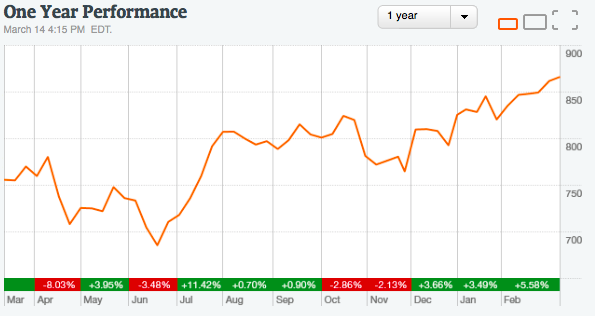 One Year Performance
March 14 4:15 PM EDT.
1 year
900
850
800
750
700
-8.03% +3.95% -3.48% +11.42% +0.70% +0.90% -2.86% -2.13% +3.66% +3.49% +5.58%
Mar Apr May Jun Jul Aug Sep Oct Nov Dec Jan Feb